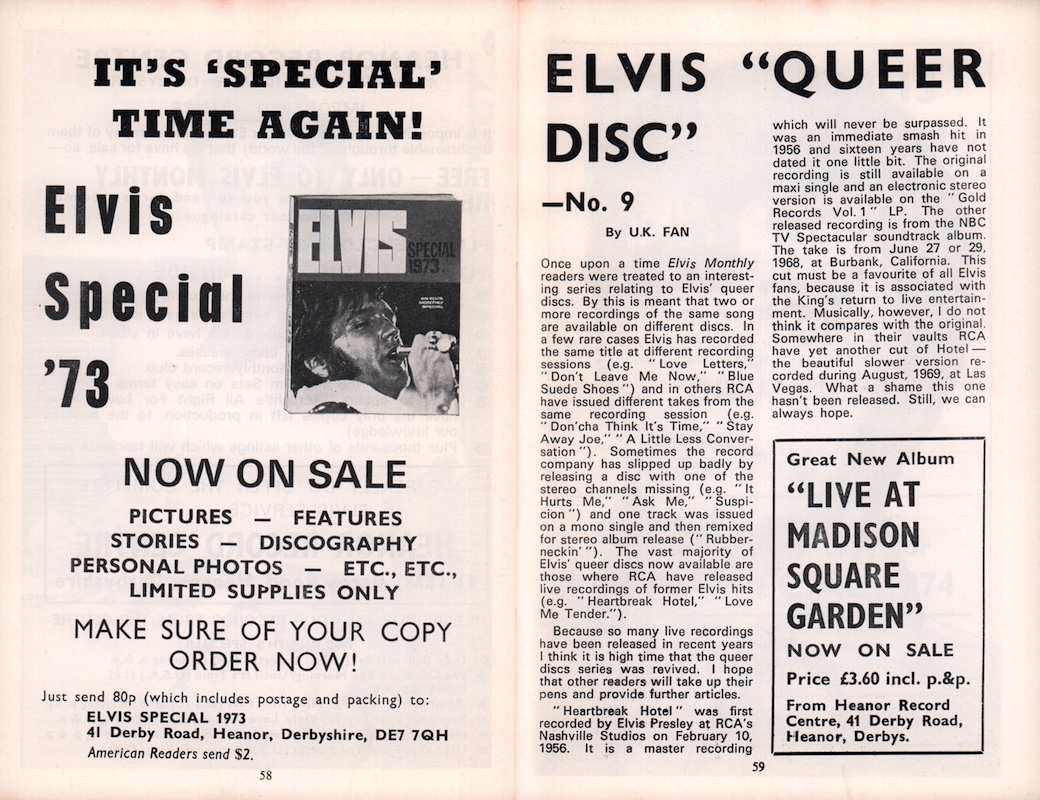 IT'S 'SPECIAL'
TIME AGAIN!
Elvis
Special
'73
ELVIS
SPECIAL
1973
AN ELVIS
MONTHLY
SPECIAL
NOW ON SALE
PICTURES — FEATURES
STORIES — DISCOGRAPHY
PERSONAL PHOTOS — ETC., ETC.,
LIMITED SUPPLIES ONLY
MAKE SURE OF YOUR COPY
ORDER NOW!
Just send 80p (which includes postage and packing) to:
ELVIS SPECIAL 1973
41 Derby Road, Heanor, Derbyshire, DE7 7QH
American Readers send $2.
58
ELVIS "QUEER
DISC"
—No. 9
By U.K. FAN
Once upon a time Elvis Monthly
readers were treated to an interest-
ing series relating to Elvis' queer
discs. By this is meant that two or
more recordings of the same song
are available on different discs. In
a few rare cases Elvis has recorded
the same title at different recording
sessions (e.g. "Love Letters,"
"Don't Leave Me Now," "Blue
Suede Shoes") and in others RCA
have issued different takes from the
same recording session (e.g.
"Don'cha Think It's Time," "Stay
Away Joe," "A Little Less Conver-
sation"). Sometimes the record
company has slipped up badly by
releasing a disc with one of the
stereo channels missing (e.g. "It
Hurts Me," "Ask Me," "Suspi-
cion") and one track was issued
on a mono single and then remixed
for stereo album release ("Rubber-
neckin'"). The vast majority of
Elvis' queer discs now available are
those where RCA have released
live recordings of former Elvis hits
(e.g. "Heartbreak Hotel," "Love
Me Tender.").
Because so many live recordings
have been released in recent years
I think it is high time that the queer
discs series was revived. I hope
that other readers will take up their
pens and provide further articles.
"Heartbreak Hotel" was first
recorded by Elvis Presley at RCA's
Nashville Studios on February 10,
1956. It is a master recording
which will never be surpassed. It
was an immediate smash hit in
1956 and sixteen years have not
dated it one little bit. The original
recording is still available on a
maxi single and an electronic stereo
version is available on the "Gold
Records Vol. 1" LP. The other
released recording is from the NBC
TV Spectacular soundtrack album.
The take is from June 27 or 29,
1968, at Burbank, California. This
cut must be a favourite of all Elvis
fans, because it is associated with
the King's return to live entertain-
ment. Musically, however, I do not
think it compares with the original.
Somewhere in their vaults RCA
have yet another cut of Hotel—
the beautiful slower version re-
corded during August, 1969, at Las
Vegas. What a shame this one
hasn't been released. Still, we can
always hope.
Great New Album
"LIVE AT
MADISON
SQUARE
GARDEN"
NOW ON SALE
Price £3.60 incl. p.&p.
From Heanor Record
Centre, 41 Derby Road,
Heanor, Derbys.
59